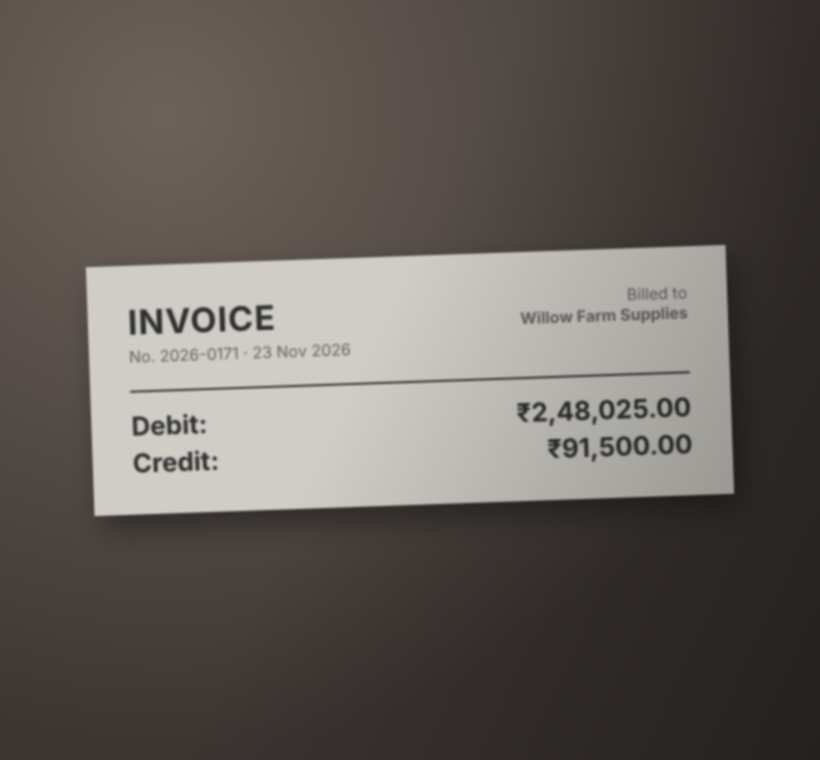 INVOICE
No. 2026-0171 · 23 Nov 2026
Billed to
Willow Farm Supplies
Debit: ₹2,48,025.00
Credit: ₹91,500.00